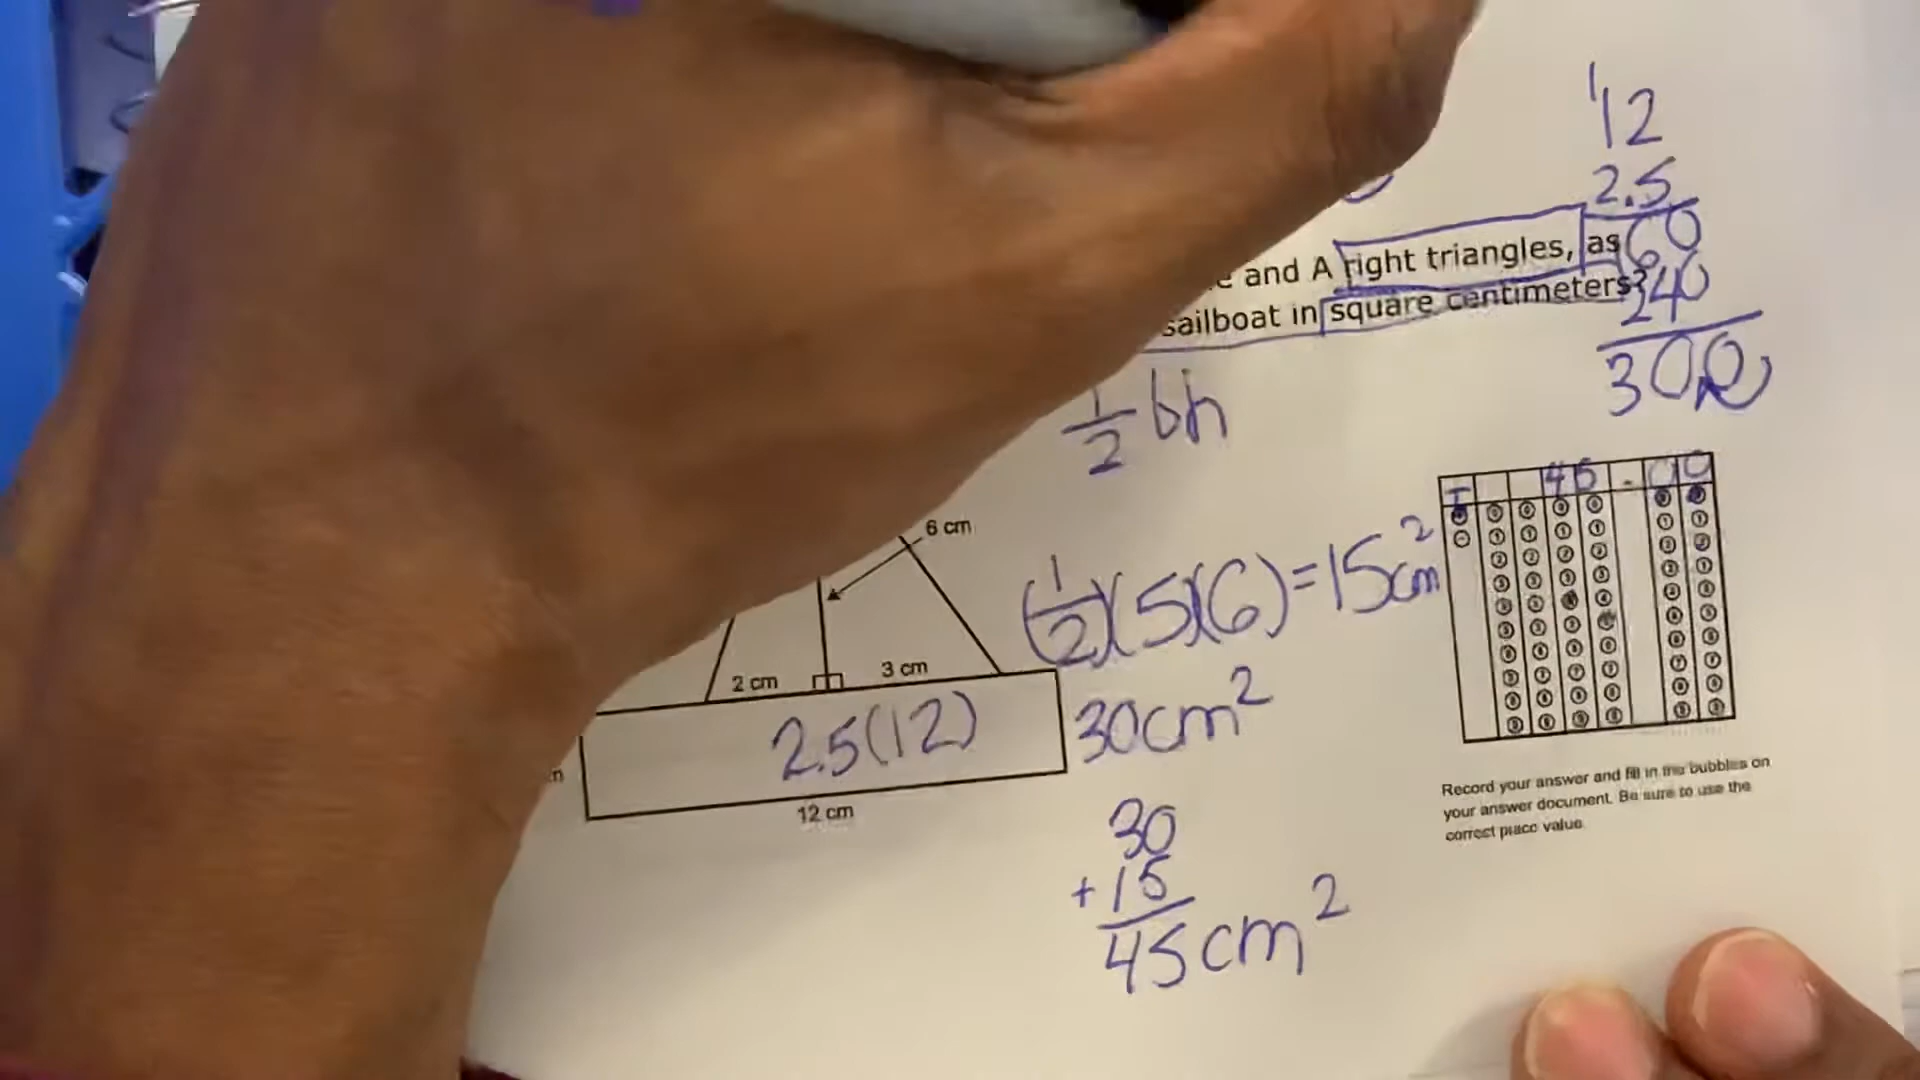 12
2.5
60
240
300
and A right triangles, as
sailboat in square centimeters?
1/2 bh
6 cm
(1/2)(5)(6)=15cm²
2 cm
3 cm
2.5(12)
30cm²
12 cm
30
+15
45cm²
45.00
Record your answer and fill in the bubbles on
your answer document. Be sure to use the
correct place value.